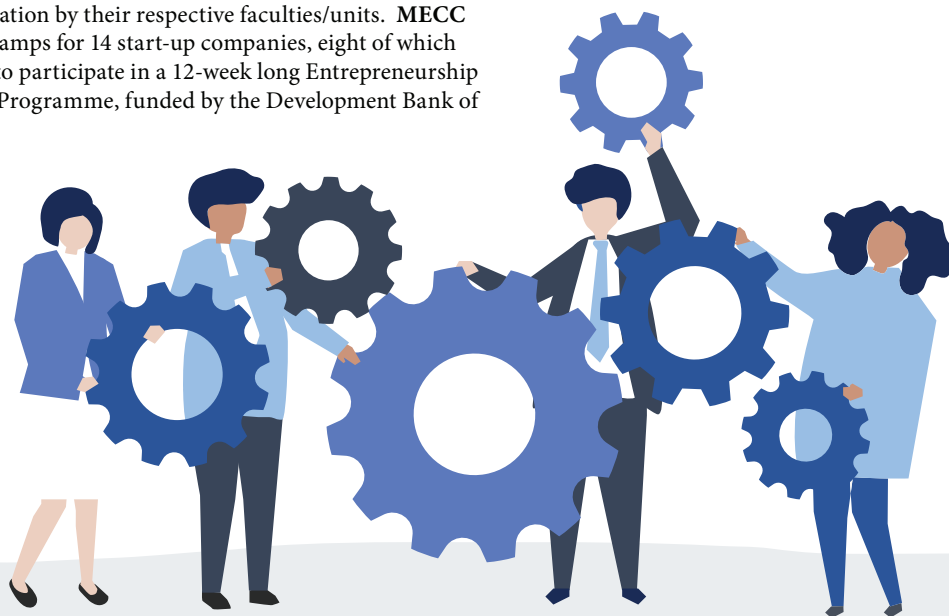 ation by their respective faculties/units. MECC
amps for 14 start-up companies, eight of which
to participate in a 12-week long Entrepreneurship
Programme, funded by the Development Bank of